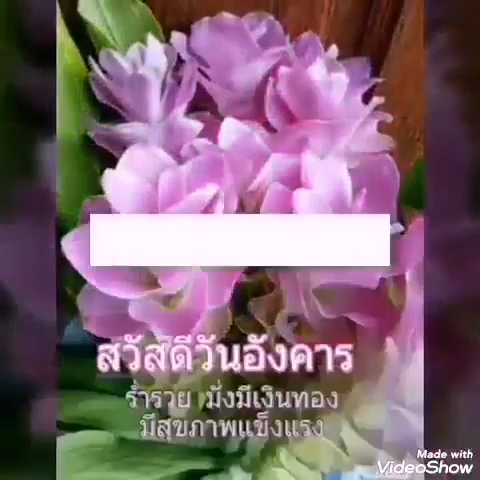 สวัสดีวันอังคาร
ร่ำรวย มั่งมีเงินทอง
มีสุขภาพแข็งแรง
Made with
VideoShow